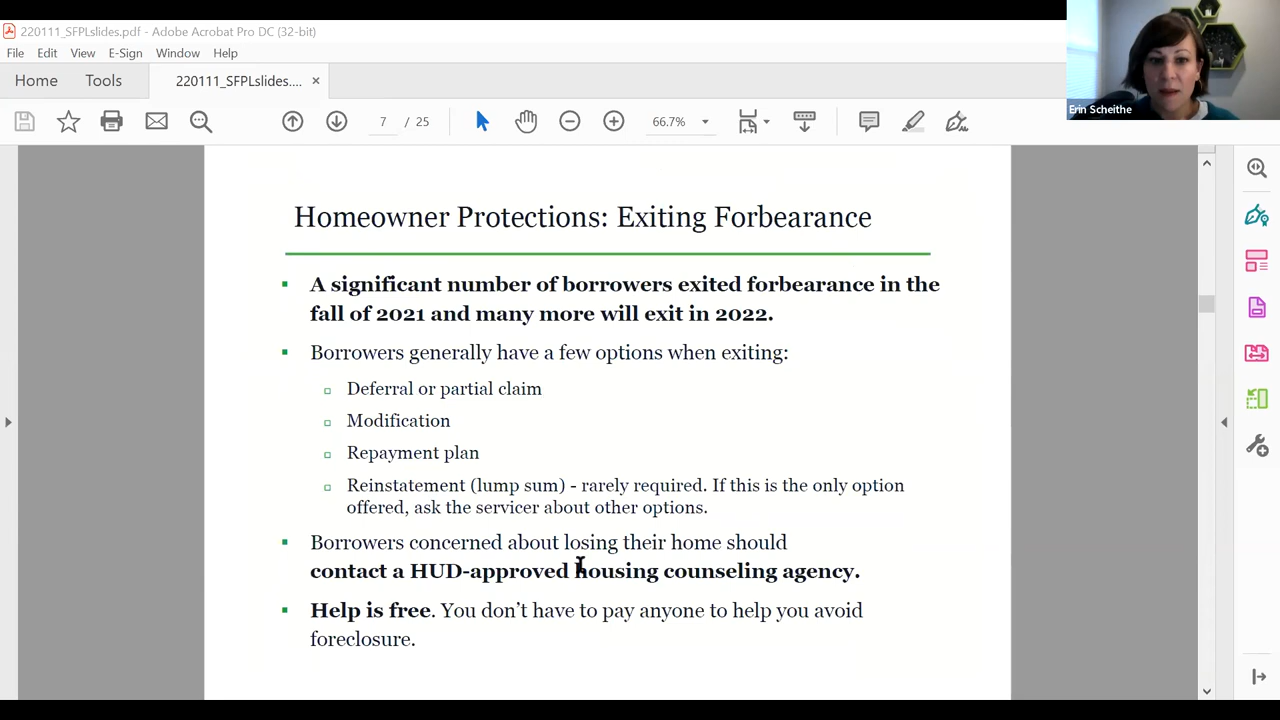 220111_SFPLslides.pdf - Adobe Acrobat Pro DC (32-bit)
File Edit View E-Sign Window Help
Home Tools 220111_SFPLslides.... ×
7 / 25 66.7%
Erin Scheithe
Homeowner Protections: Exiting Forbearance
▪ A significant number of borrowers exited forbearance in the
fall of 2021 and many more will exit in 2022.
▪ Borrowers generally have a few options when exiting:
▫ Deferral or partial claim
▫ Modification
▫ Repayment plan
▫ Reinstatement (lump sum) - rarely required. If this is the only option
offered, ask the servicer about other options.
▪ Borrowers concerned about losing their home should
contact a HUD-approved housing counseling agency.
▪ Help is free. You don’t have to pay anyone to help you avoid
foreclosure.